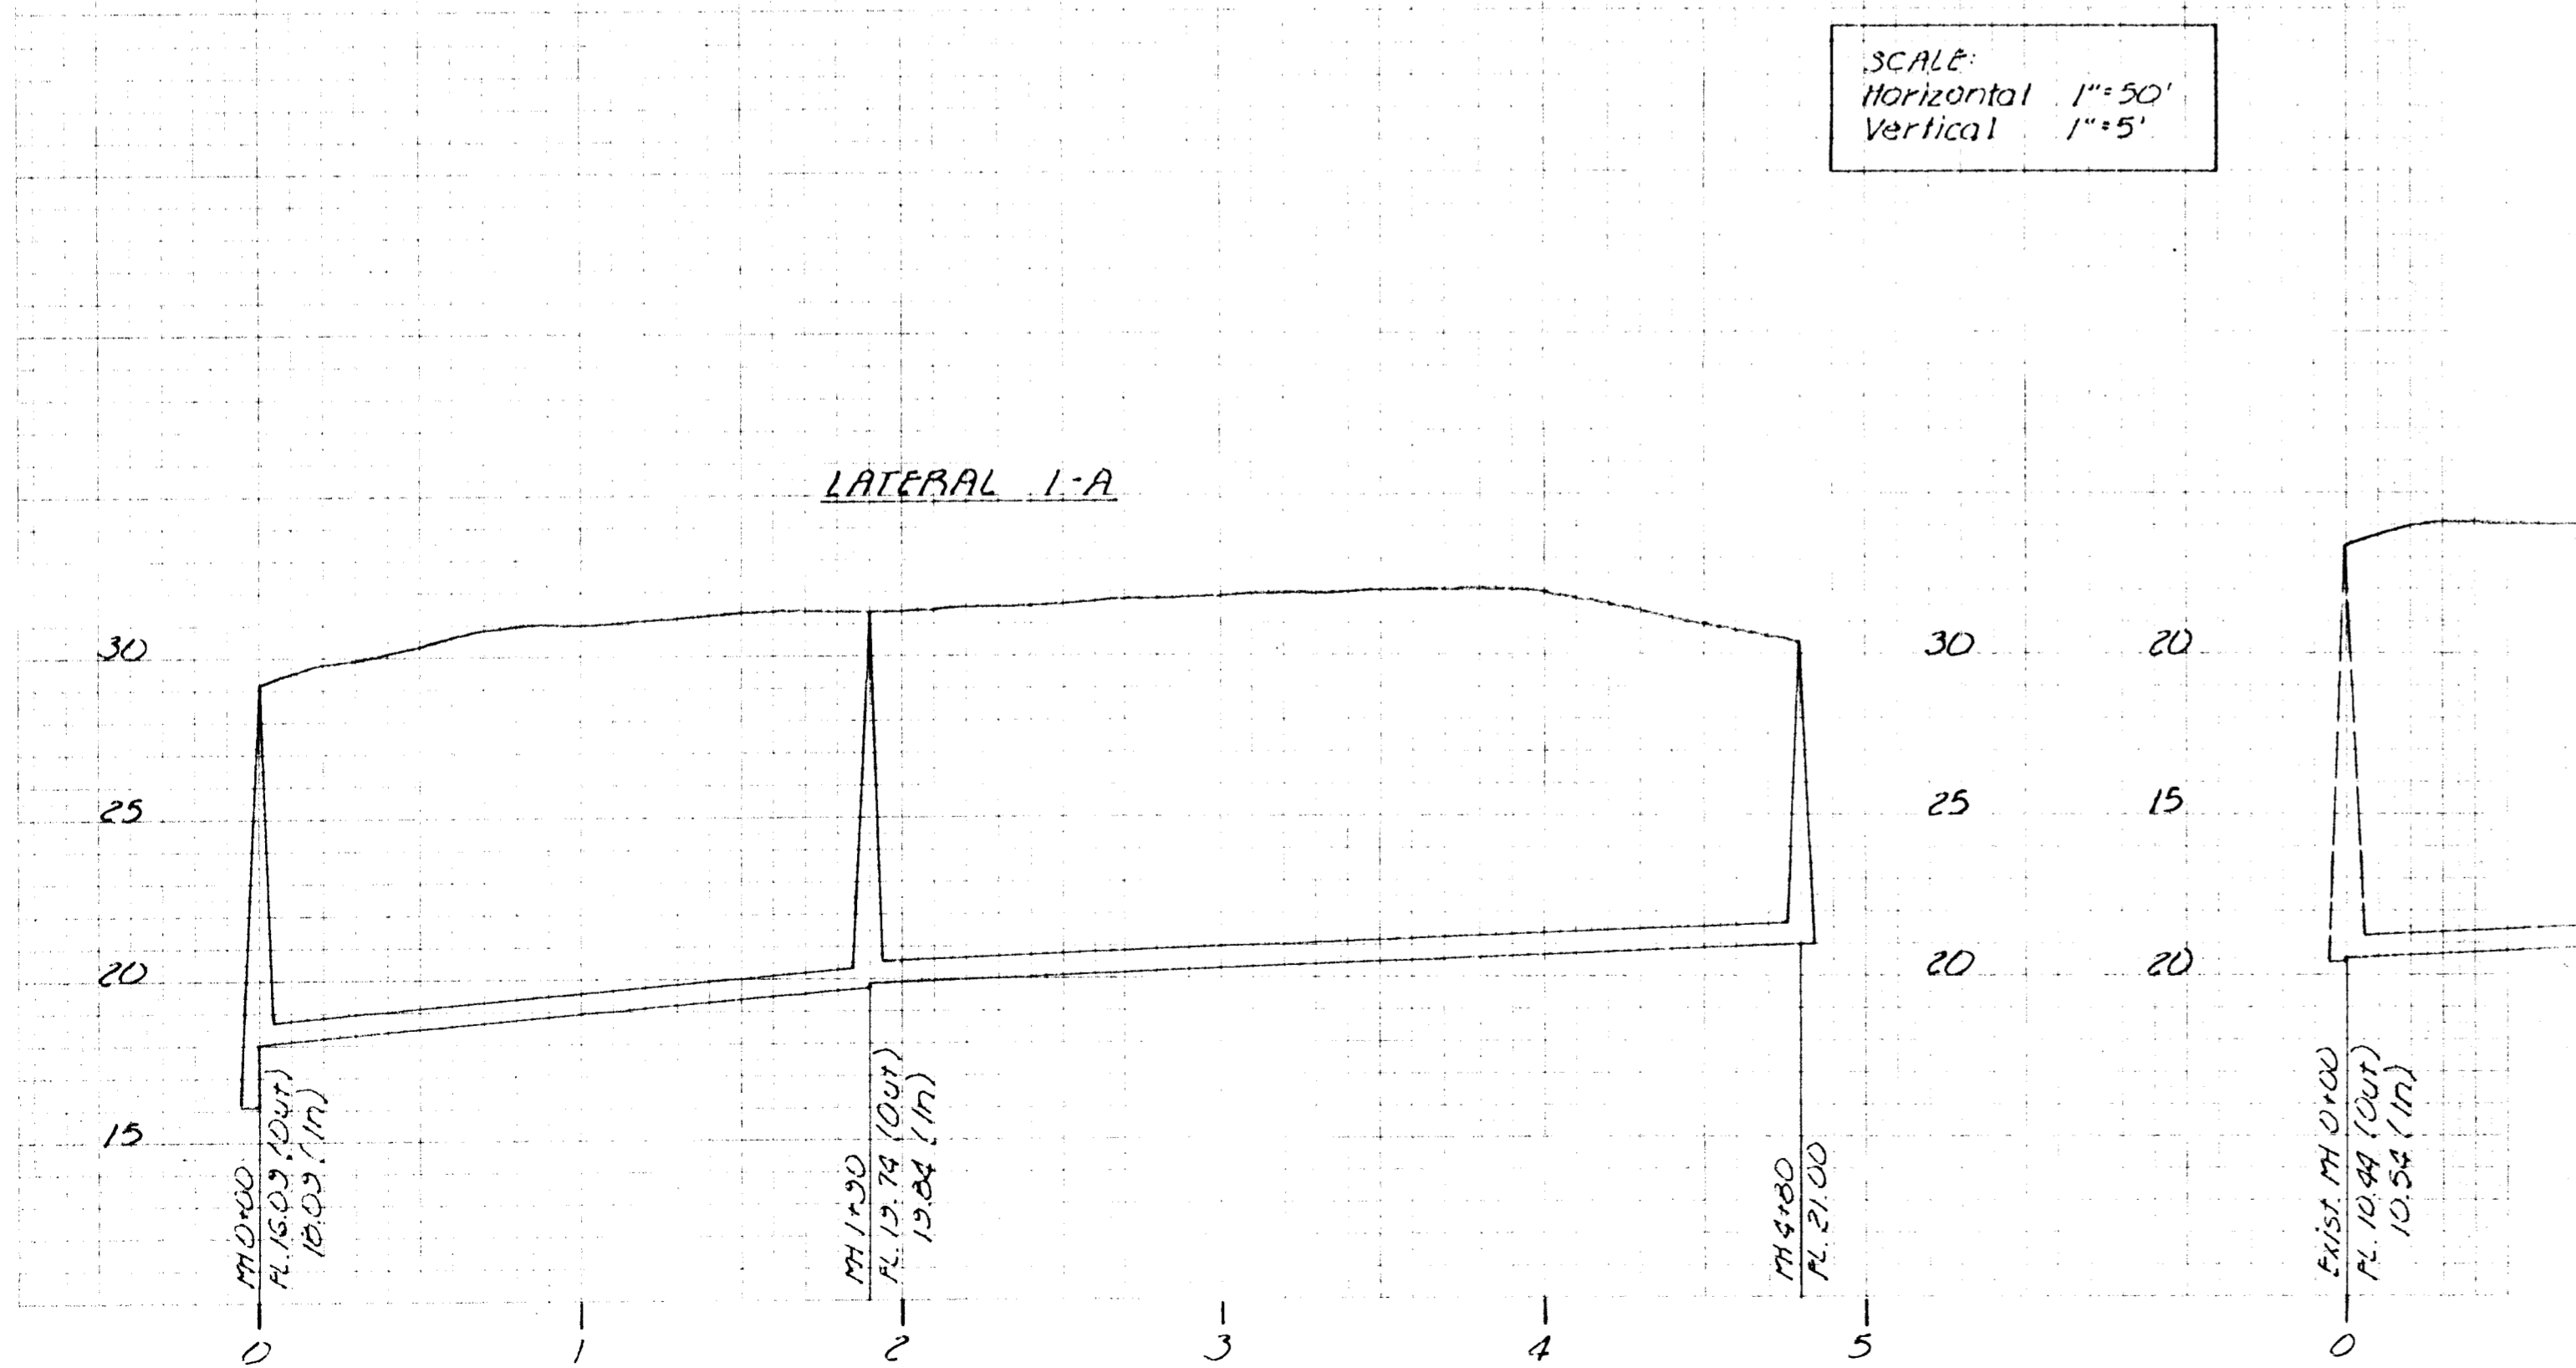 SCALE:
Horizontal 1"=50'
Vertical 1"=5'
LATERAL 1-A
30
25
20
15
30
25
20
20
15
20
MH 0+00
FL. 16.09 (Out)
18.09 (In)
MH 1+90
FL. 19.74 (Out)
19.84 (In)
MH 4+80
FL. 21.00
Exist. MH 0+00
FL. 10.44 (Out)
10.54 (In)
0 1 2 3 4 5 0